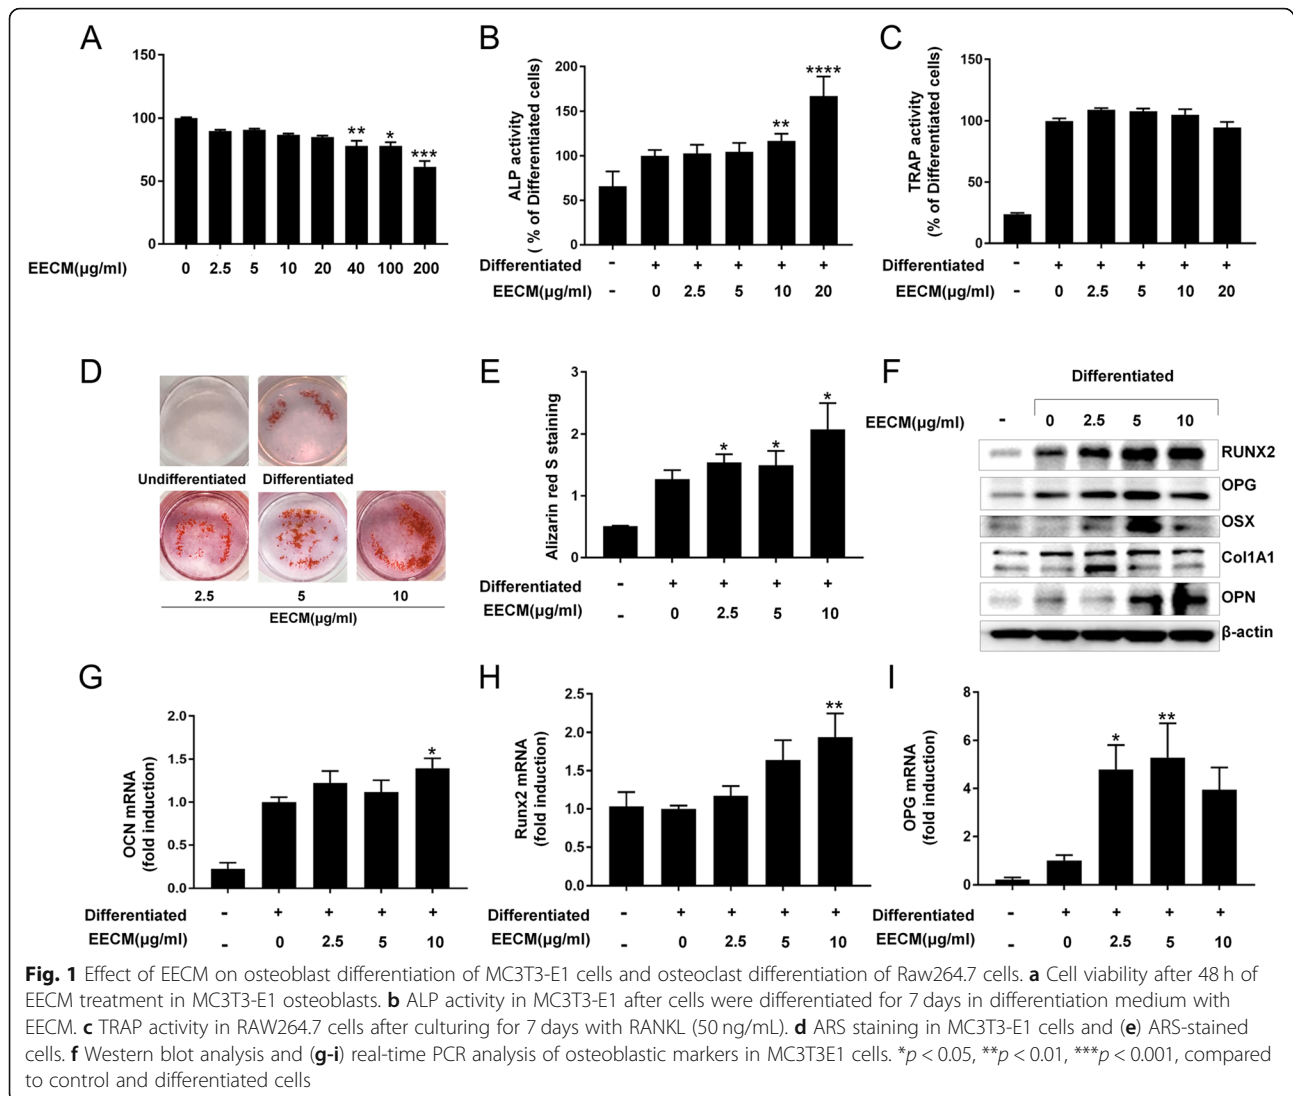 A
150
100
50
0
** * ***
EECM(µg/ml) 0 2.5 5 10 20 40 100 200
B
ALP activity
( % of Differentiated cells)
200
150
100
50
0
** ****
Differentiated - + + + + +
EECM(µg/ml) - 0 2.5 5 10 20
C
TRAP activity
(% of Differentiated cells)
150
100
50
0
Differentiated - + + + + +
EECM(µg/ml) - 0 2.5 5 10 20
D
Undifferentiated Differentiated
2.5 5 10
EECM(µg/ml)
E
Alizarin red S staining
3
2
1
0
* * *
Differentiated - + + + +
EECM(µg/ml) - 0 2.5 5 10
F
Differentiated
EECM(µg/ml) - 0 2.5 5 10
RUNX2
OPG
OSX
Col1A1
OPN
β-actin
G
OCN mRNA
(fold induction)
2.0
1.5
1.0
0.5
0.0
*
Differentiated - + + + +
EECM(µg/ml) - 0 2.5 5 10
H
Runx2 mRNA
(fold induction)
2.5
2.0
1.5
1.0
0.5
0.0
**
Differentiated - + + + +
EECM(µg/ml) - 0 2.5 5 10
I
OPG mRNA
(fold induction)
8
6
4
2
0
* **
Differentiated - + + + +
EECM(µg/ml) - 0 2.5 5 10
Fig. 1 Effect of EECM on osteoblast differentiation of MC3T3-E1 cells and osteoclast differentiation of Raw264.7 cells. a Cell viability after 48 h of
EECM treatment in MC3T3-E1 osteoblasts. b ALP activity in MC3T3-E1 after cells were differentiated for 7 days in differentiation medium with
EECM. c TRAP activity in RAW264.7 cells after culturing for 7 days with RANKL (50 ng/mL). d ARS staining in MC3T3-E1 cells and (e) ARS-stained
cells. f Western blot analysis and (g-i) real-time PCR analysis of osteoblastic markers in MC3T3E1 cells. *p < 0.05, **p < 0.01, ***p < 0.001, compared
to control and differentiated cells